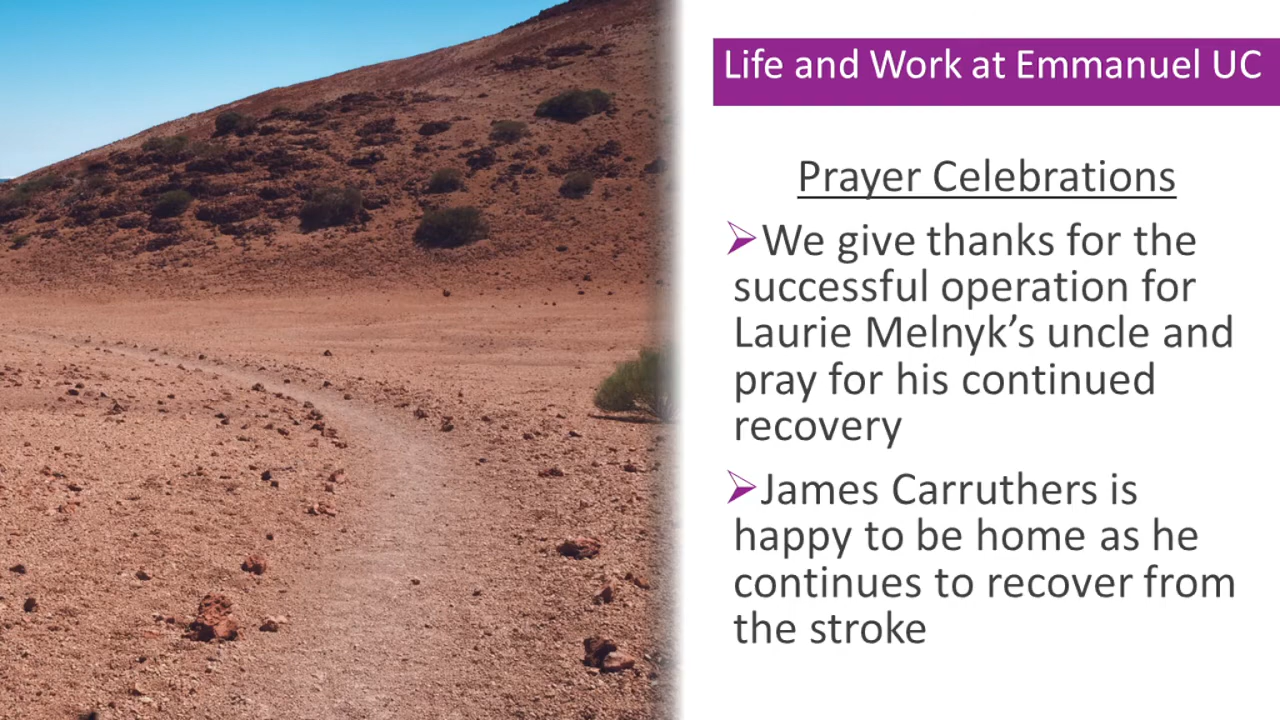 Life and Work at Emmanuel UC
Prayer Celebrations
➢We give thanks for the
successful operation for
Laurie Melnyk’s uncle and
pray for his continued
recovery
➢James Carruthers is
happy to be home as he
continues to recover from
the stroke